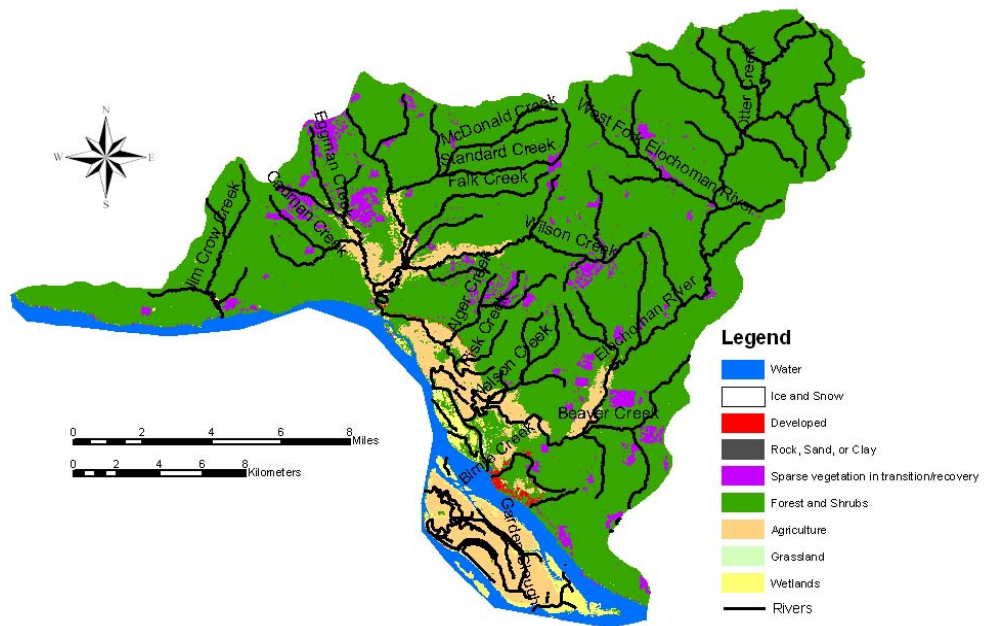 N
W
E
S
Jim Crow Creek
Cadman Creek
Eggman Creek
McDonald Creek
Standard Creek
Falk Creek
West Fork Elochoman River
Otter Creek
Wilson Creek
Alger Creek
Risk Creek
Nelson Creek
Elochoman River
Beaver Creek
Birnie Creek
Garden Slough
0 2 4 6 8 Miles
0 2 4 6 8 Kilometers
Legend
Water
Ice and Snow
Developed
Rock, Sand, or Clay
Sparse vegetation in transition/recovery
Forest and Shrubs
Agriculture
Grassland
Wetlands
Rivers